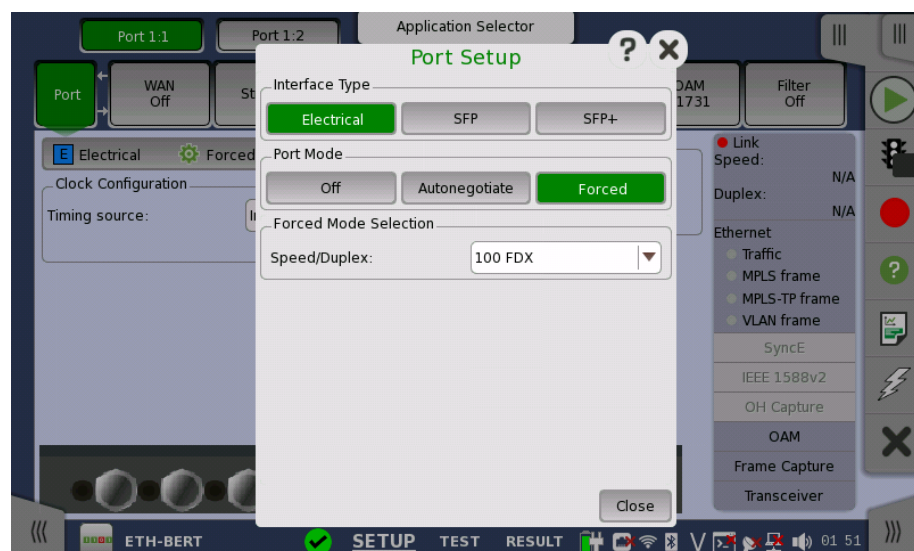 Port 1:1
Port 1:2
Application Selector
Port
WAN
Off
St
OAM
1731
Filter
Off
Port Setup
?
Interface Type
Electrical
SFP
SFP+
Port Mode
Off
Autonegotiate
Forced
Forced Mode Selection
Speed/Duplex:
100 FDX
Close
E Electrical
Forced
Clock Configuration
Timing source:
Link
Speed:
N/A
Duplex:
N/A
Ethernet
Traffic
MPLS frame
MPLS-TP frame
VLAN frame
SyncE
IEEE 1588v2
OH Capture
OAM
Frame Capture
Transceiver
?
ETH-BERT
SETUP
TEST
RESULT
01 51